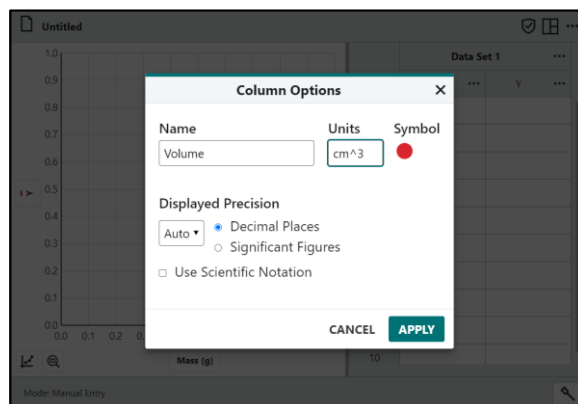 Untitled
Data Set 1
Y
1.0
0.9
0.8
0.7
0.6
0.5
0.4
0.3
0.2
0.1
0.0
0.0 0.1 0.2 0.
Y
Mass (g)
10
Mode: Manual Entry
Column Options
Name Units Symbol
Volume cm^3
Displayed Precision
Auto Decimal Places
Significant Figures
Use Scientific Notation
CANCEL APPLY